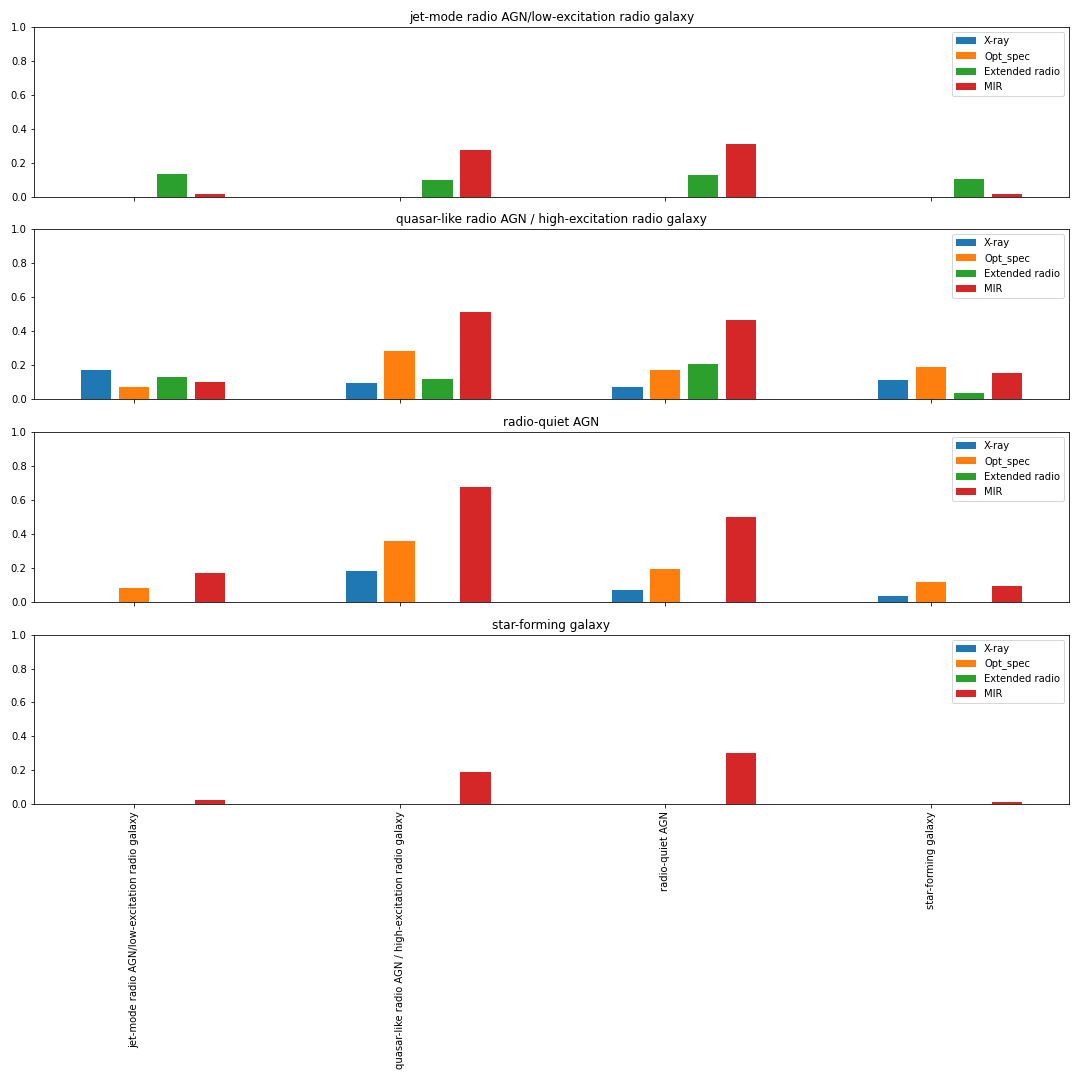 jet-mode radio AGN/low-excitation radio galaxy
1.0
0.8
0.6
0.4
0.2
0.0
X-ray
Opt_spec
Extended radio
MIR
quasar-like radio AGN / high-excitation radio galaxy
1.0
0.8
0.6
0.4
0.2
0.0
X-ray
Opt_spec
Extended radio
MIR
radio-quiet AGN
1.0
0.8
0.6
0.4
0.2
0.0
X-ray
Opt_spec
Extended radio
MIR
star-forming galaxy
1.0
0.8
0.6
0.4
0.2
0.0
X-ray
Opt_spec
Extended radio
MIR
jet-mode radio AGN/low-excitation radio galaxy
quasar-like radio AGN / high-excitation radio galaxy
radio-quiet AGN
star-forming galaxy